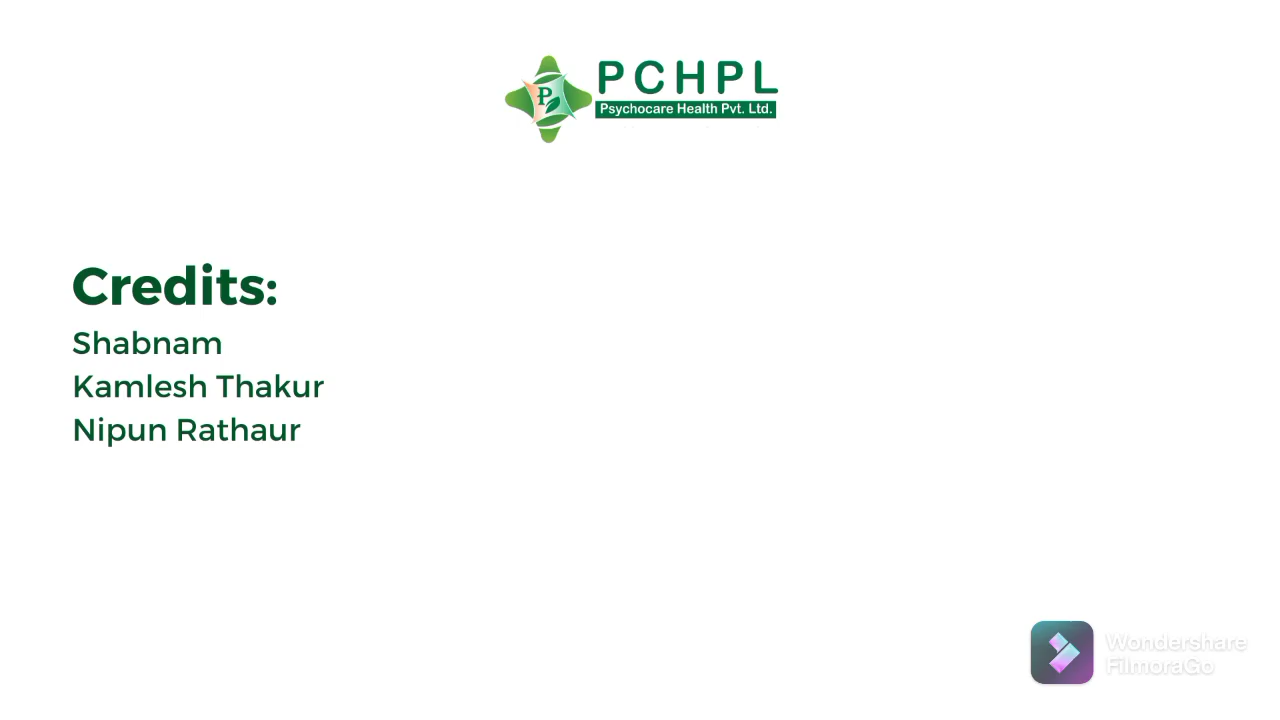 P
PCHPL
Psychocare Health Pvt. Ltd.
Credits:
Shabnam
Kamlesh Thakur
Nipun Rathaur
Wondershare
FilmoraGo